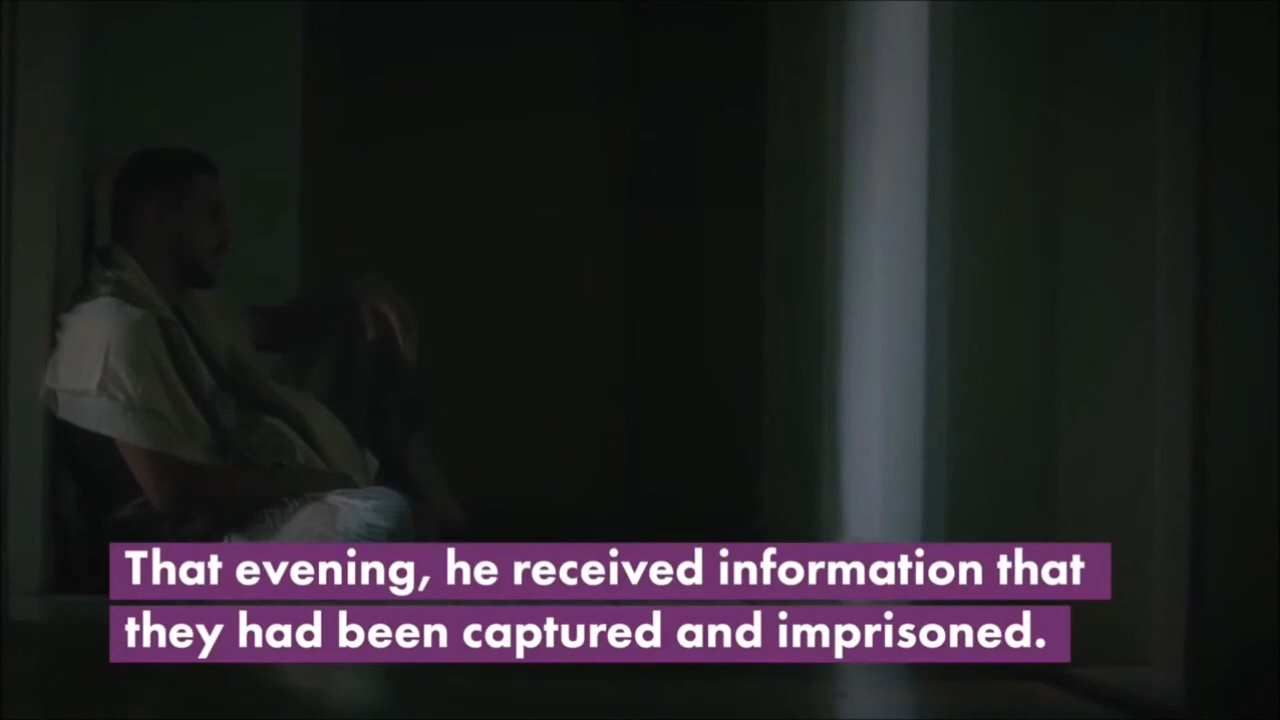 That evening, he received information that
they had been captured and imprisoned.